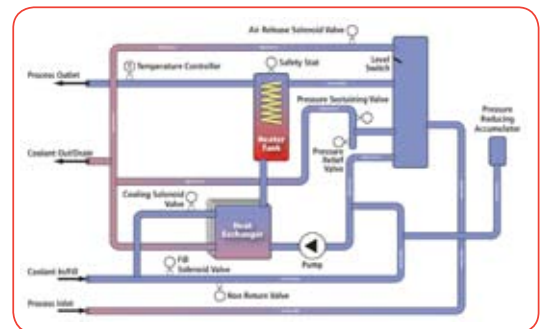 Air Release Solenoid Valve
Level
Switch
Process Outlet
Temperature Controller
Safety Stat
Pressure Sustaining Valve
Pressure
Reducing
Accumulator
Heater
Tank
Coolant Out/Drain
Pressure
Relief
Valve
Cooling Solenoid
Valve
Heat
Exchanger
Pump
Coolant In/Fill
Fill
Solenoid Valve
Non Return Valve
Process Inlet